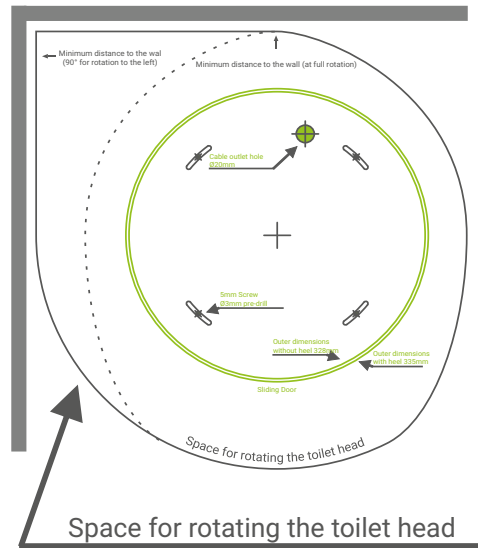 Minimum distance to the wal
(90° for rotation to the left)
Minimum distance to the wall (at full rotation)
Cable outlet hole
Ø20mm
5mm Screw
Ø3mm pre-drill
Outer dimensions
without heel 328mm
Outer dimensions
with heel 335mm
Sliding Door
Space for rotating the toilet head
Space for rotating the toilet head